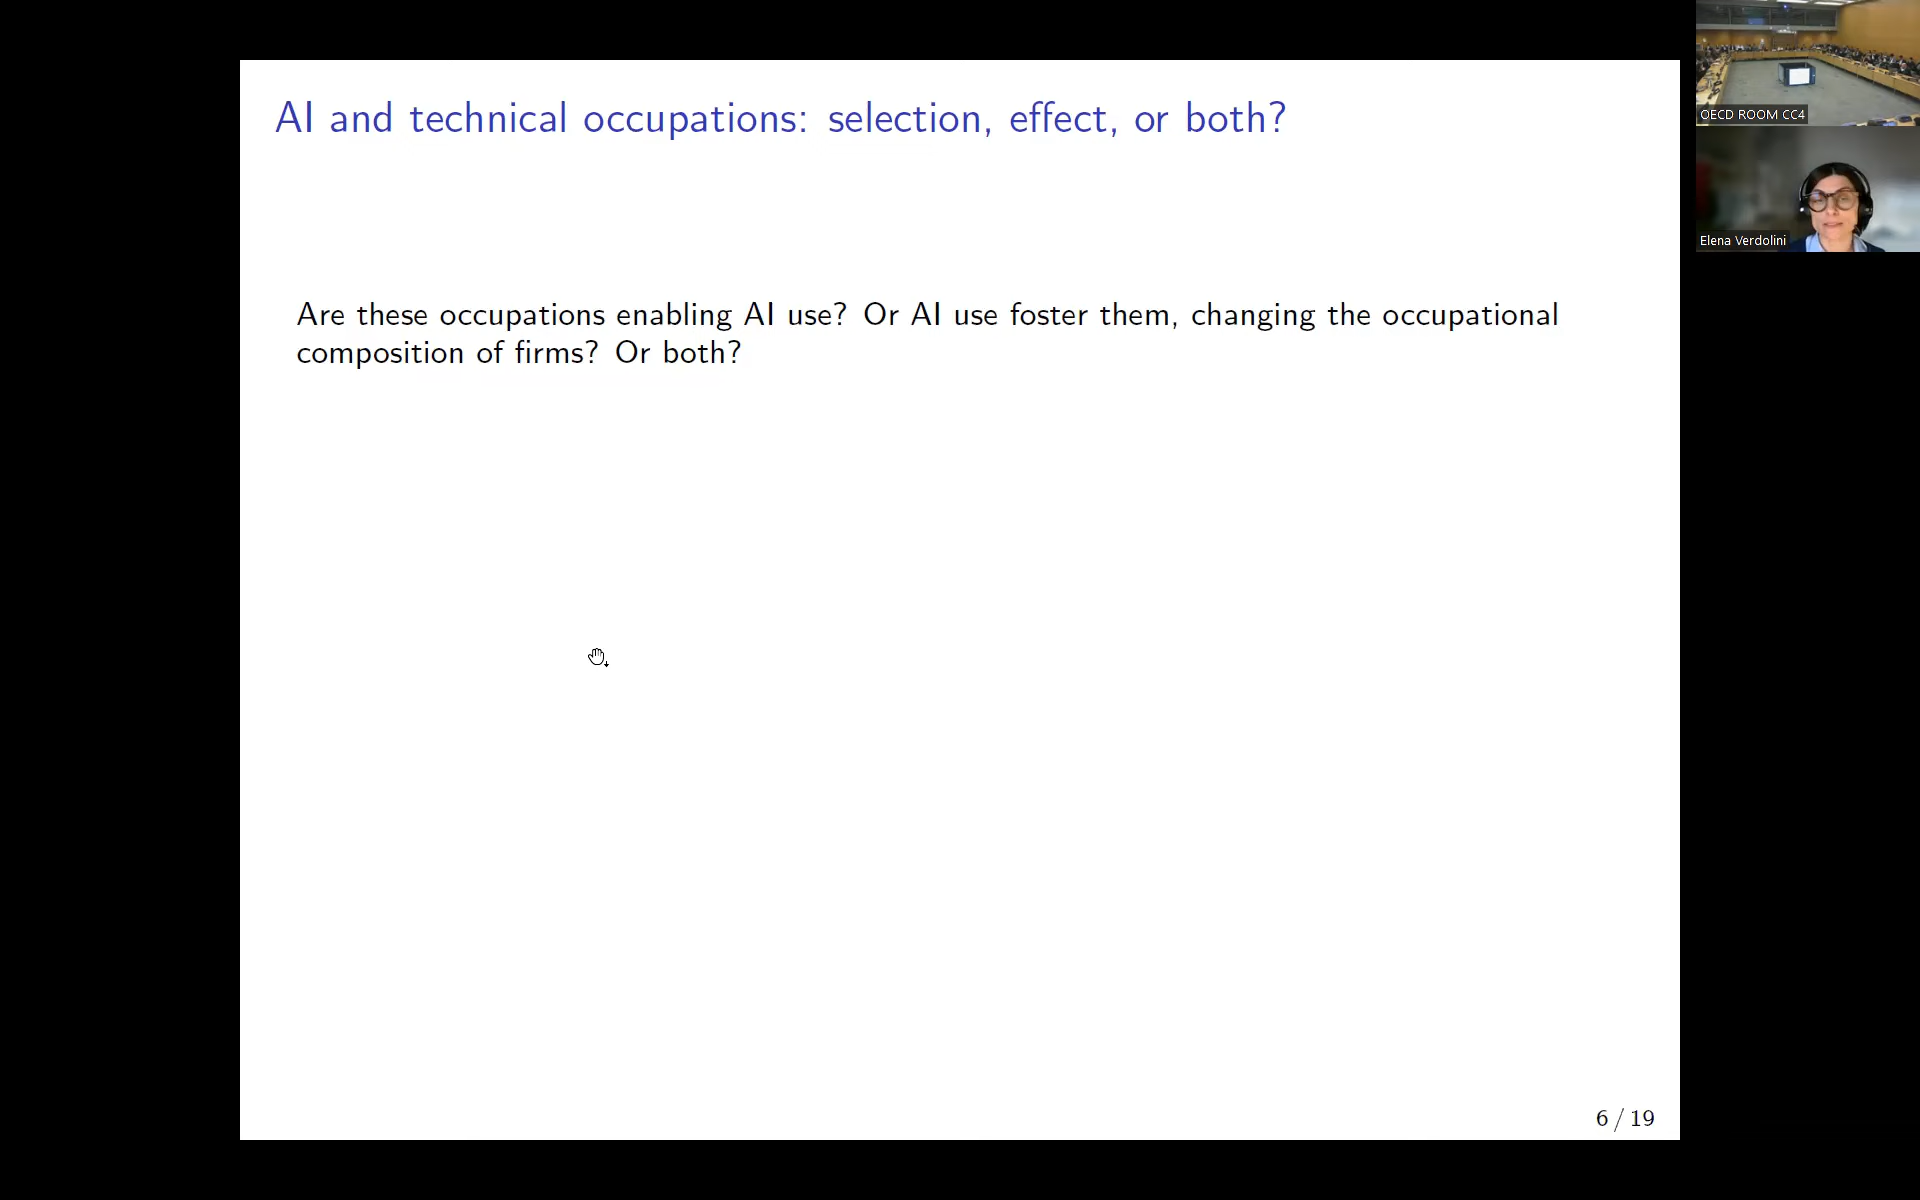 AI and technical occupations: selection, effect, or both?
Are these occupations enabling AI use? Or AI use foster them, changing the occupational
composition of firms? Or both?
6 / 19
OECD ROOM CC4
Elena Verdolini